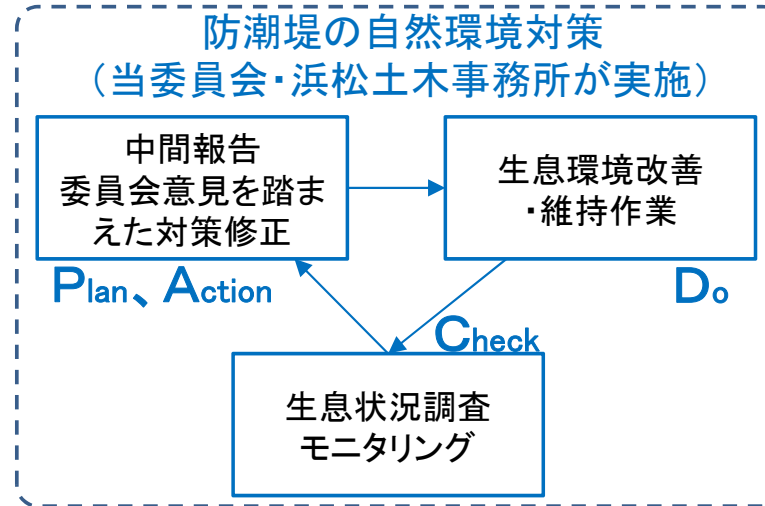 防潮堤の自然環境対策
（当委員会・浜松土木事務所が実施）
中間報告
委員会意見を踏ま
えた対策修正
生息環境改善
・維持作業
Plan、Action
Do
Check
生息状況調査
モニタリング